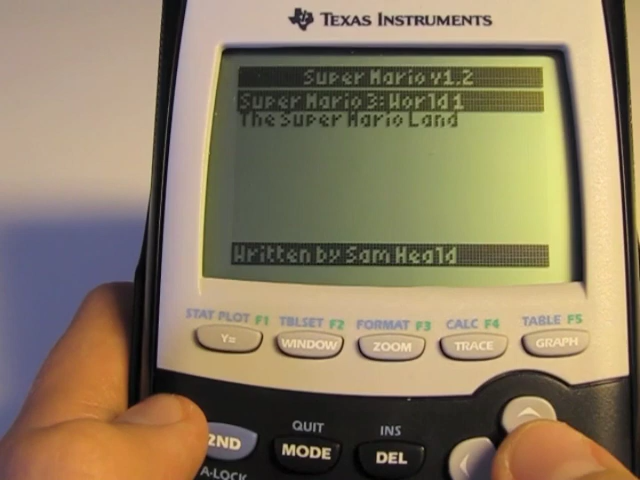 TEXAS INSTRUMENTS
Super Mario v1.2
Super Mario 3: World 1
The Super Mario Land
Written by Sam Heald
STAT PLOT F1 TBLSET F2 FORMAT F3 CALC F4 TABLE F5
Y= WINDOW ZOOM TRACE GRAPH
QUIT INS
2ND MODE DEL
A-LOCK